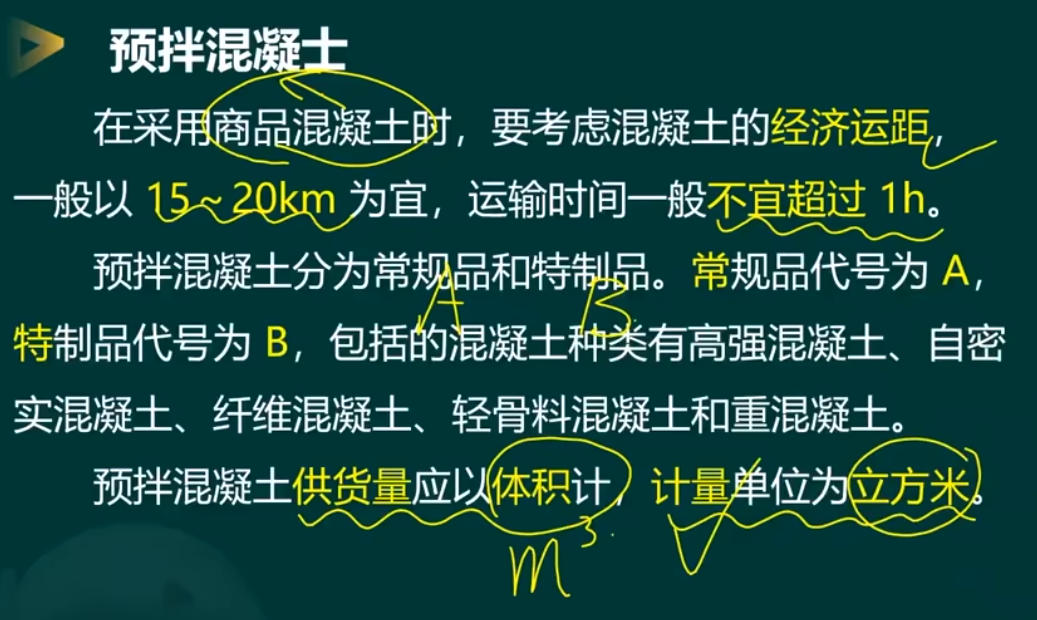 预拌混凝土
在采用商品混凝土时，要考虑混凝土的经济运距，
一般以 15~20km 为宜，运输时间一般不宜超过 1h。
预拌混凝土分为常规品和特制品。常规品代号为 A，
A B
特制品代号为 B，包括的混凝土种类有高强混凝土、自密
实混凝土、纤维混凝土、轻骨料混凝土和重混凝土。
预拌混凝土供货量应以体积计，计量单位为立方米。
m³